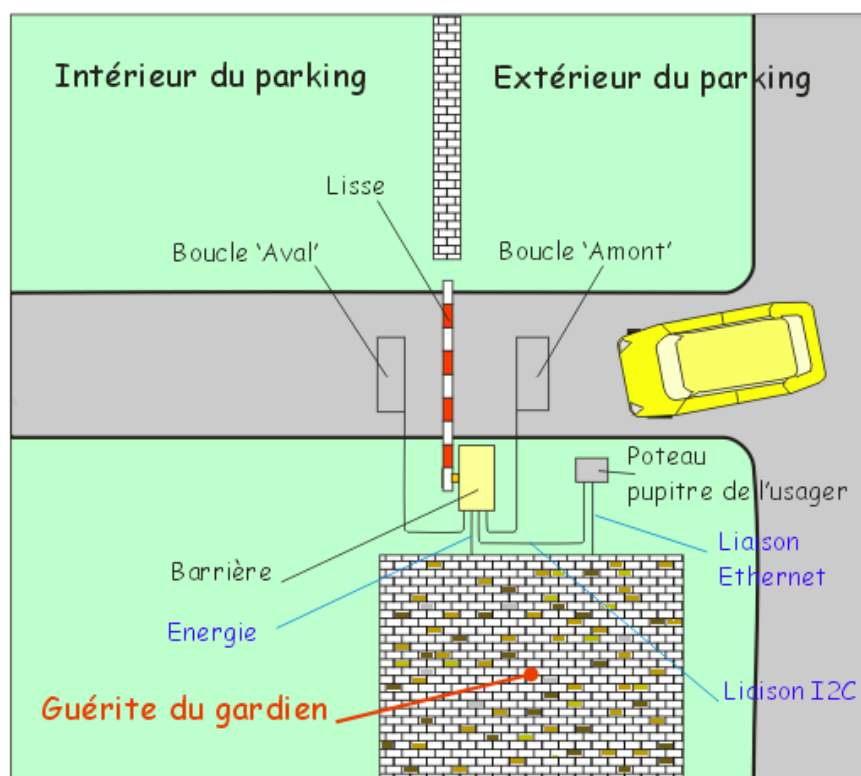 Intérieur du parking
Extérieur du parking
Lisse
Boucle ‘Aval’
Boucle ‘Amont’
Poteau
pupitre de l’usager
Liaison
Ethernet
Barrière
Energie
Liaison I2C
Guérite du gardien